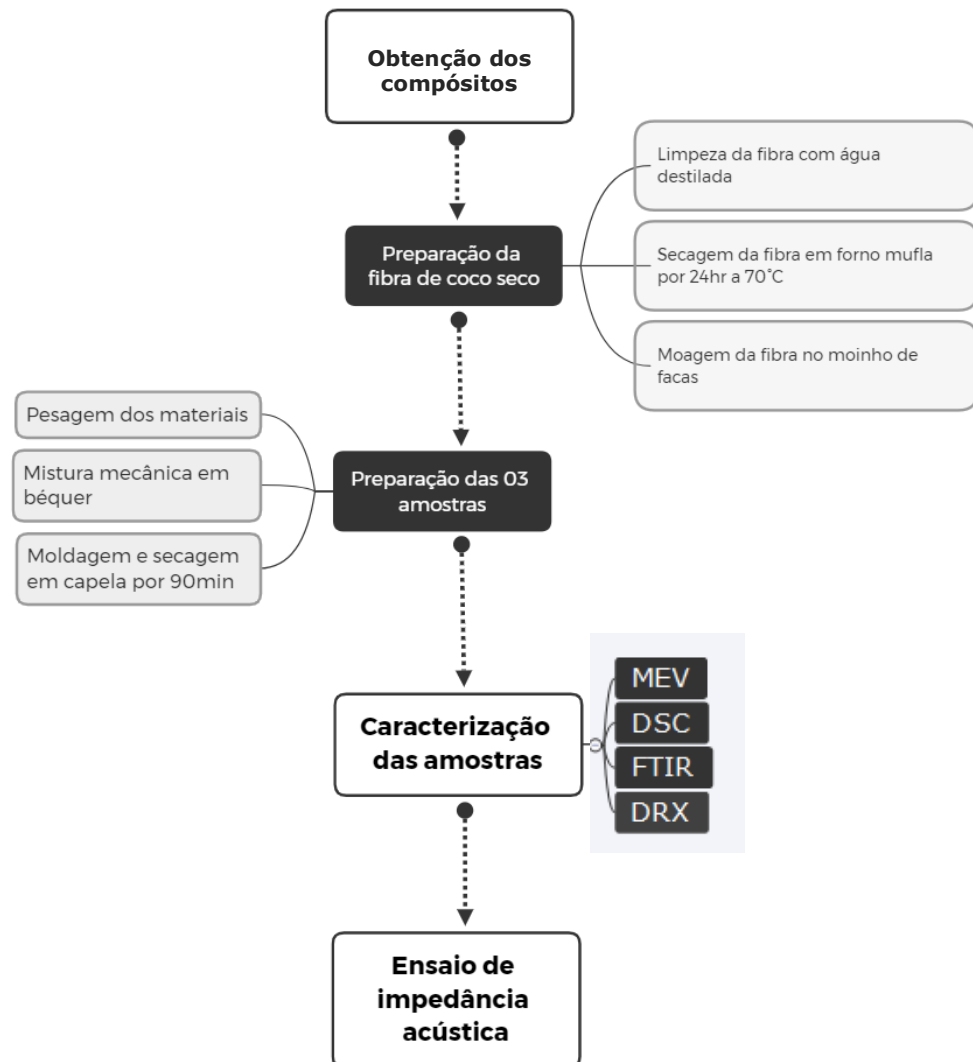 Obtenção dos
compósitos
Limpeza da fibra com água
destilada
Preparação da
fibra de coco seco
Secagem da fibra em forno mufla
por 24hr a 70°C
Moagem da fibra no moinho de
facas
Pesagem dos materiais
Mistura mecânica em
béquer
Moldagem e secagem
em capela por 90min
Preparação das 03
amostras
Caracterização
das amostras
MEV
DSC
FTIR
DRX
Ensaio de
impedância
acústica